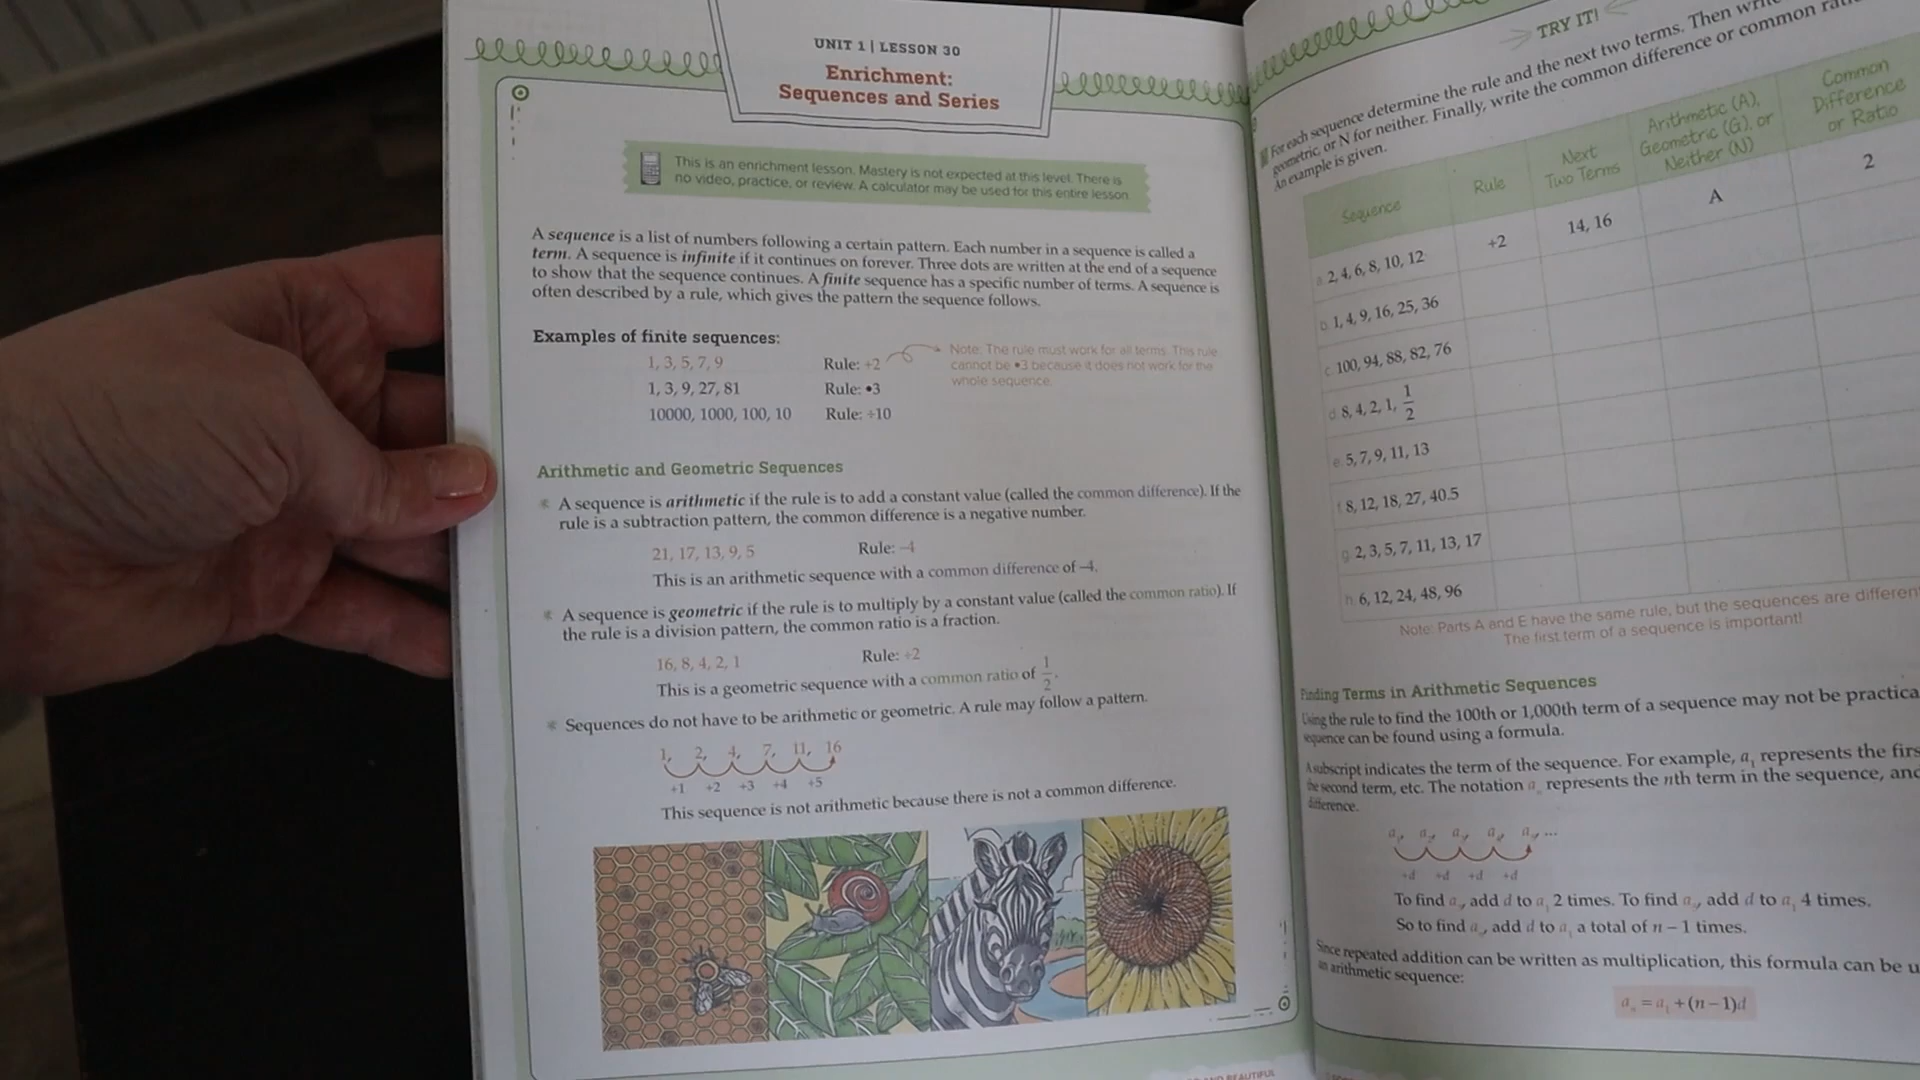 UNIT 1 | LESSON 30
Enrichment:
Sequences and Series
This is an enrichment lesson. Mastery is not expected at this level. There is
no video, practice, or review. A calculator may be used for this entire lesson.
A sequence is a list of numbers following a certain pattern. Each number in a sequence is called a
term. A sequence is infinite if it continues on forever. Three dots are written at the end of a sequence
to show that the sequence continues. A finite sequence has a specific number of terms. A sequence is
often described by a rule, which gives the pattern the sequence follows.
Examples of finite sequences:
1, 3, 5, 7, 9 Rule: +2
1, 3, 9, 27, 81 Rule: •3
10000, 1000, 100, 10 Rule: ÷10
Note: The rule must work for all terms. This rule
cannot be •3 because it does not work for the
whole sequence.
Arithmetic and Geometric Sequences
A sequence is arithmetic if the rule is to add a constant value (called the common difference). If the
rule is a subtraction pattern, the common difference is a negative number.
21, 17, 13, 9, 5 Rule: –4
This is an arithmetic sequence with a common difference of –4.
A sequence is geometric if the rule is to multiply by a constant value (called the common ratio). If
the rule is a division pattern, the common ratio is a fraction.
16, 8, 4, 2, 1 Rule: ÷2
This is a geometric sequence with a common ratio of 1/2.
Sequences do not have to be arithmetic or geometric. A rule may follow a pattern.
1, 2, 4, 7, 11, 16
+1 +2 +3 +4 +5
This sequence is not arithmetic because there is not a common difference.
AND BEAUTIFUL
TRY IT!
For each sequence determine the rule and the next two terms. Then
geometric, or N for neither. Finally, write the common difference or common
An example is given.
Sequence Rule Next Two Terms Arithmetic (A), Geometric (G), or Neither (N) Common Difference or Ratio
a. 2, 4, 6, 8, 10, 12 +2 14, 16 A 2
b. 1, 4, 9, 16, 25, 36
c. 100, 94, 88, 82, 76
d. 8, 4, 2, 1, 1/2
e. 5, 7, 9, 11, 13
f. 8, 12, 18, 27, 40.5
g. 2, 3, 5, 7, 11, 13, 17
h. 6, 12, 24, 48, 96
Note: Parts A and E have the same rule, but the sequences are different
The first term of a sequence is important!
Finding Terms in Arithmetic Sequences
Using the rule to find the 100th or 1,000th term of a sequence may not be practica
sequence can be found using a formula.
A subscript indicates the term of the sequence. For example, a₁ represents the firs
the second term, etc. The notation aₙ represents the nth term in the sequence, and
difference.
+d +d +d +d
To find a, add d to a₁ 2 times. To find a, add d to a₁ 4 times.
So to find aₙ, add d to a₁ a total of n – 1 times.
Since repeated addition can be written as multiplication, this formula can be u
an arithmetic sequence:
aₙ = a₁ + (n – 1)d